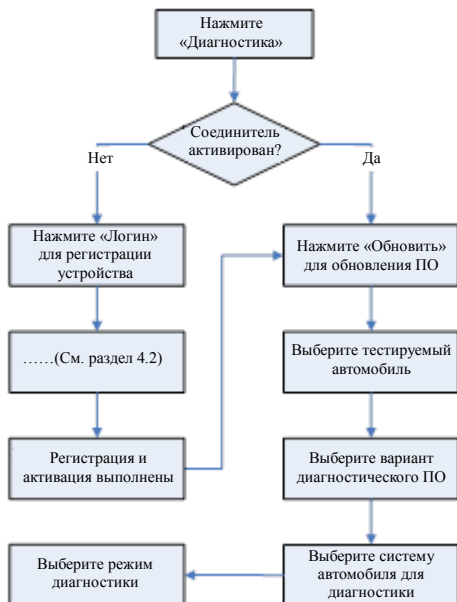 Нажмите
«Диагностика»
Соединитель
активирован?
Нет
Да
Нажмите «Логин»
для регистрации
устройства
Нажмите «Обновить»
для обновления ПО
……(См. раздел 4.2)
Выберите тестируемый
автомобиль
Регистрация и
активация выполнены
Выберите вариант
диагностического ПО
Выберите режим
диагностики
Выберите систему
автомобиля для
диагностики